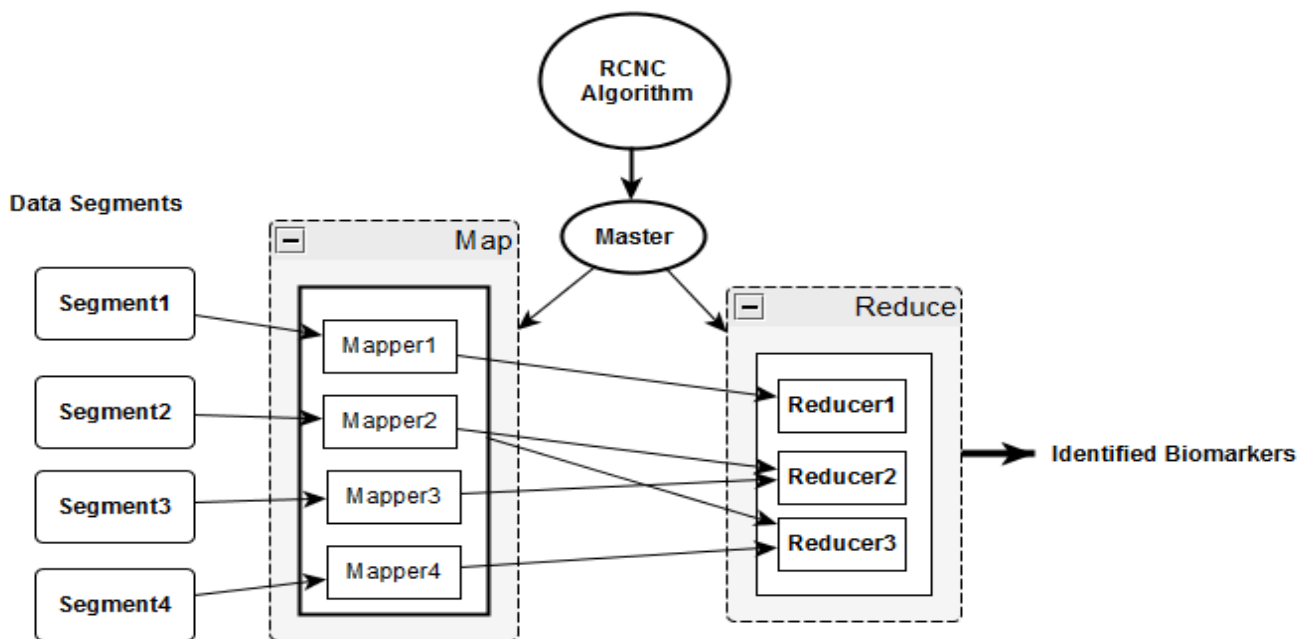 RCNC
Algorithm
Data Segments
Master
Map
Reduce
Segment1
Segment2
Segment3
Segment4
Mapper1
Mapper2
Mapper3
Mapper4
Reducer1
Reducer2
Reducer3
Identified Biomarkers